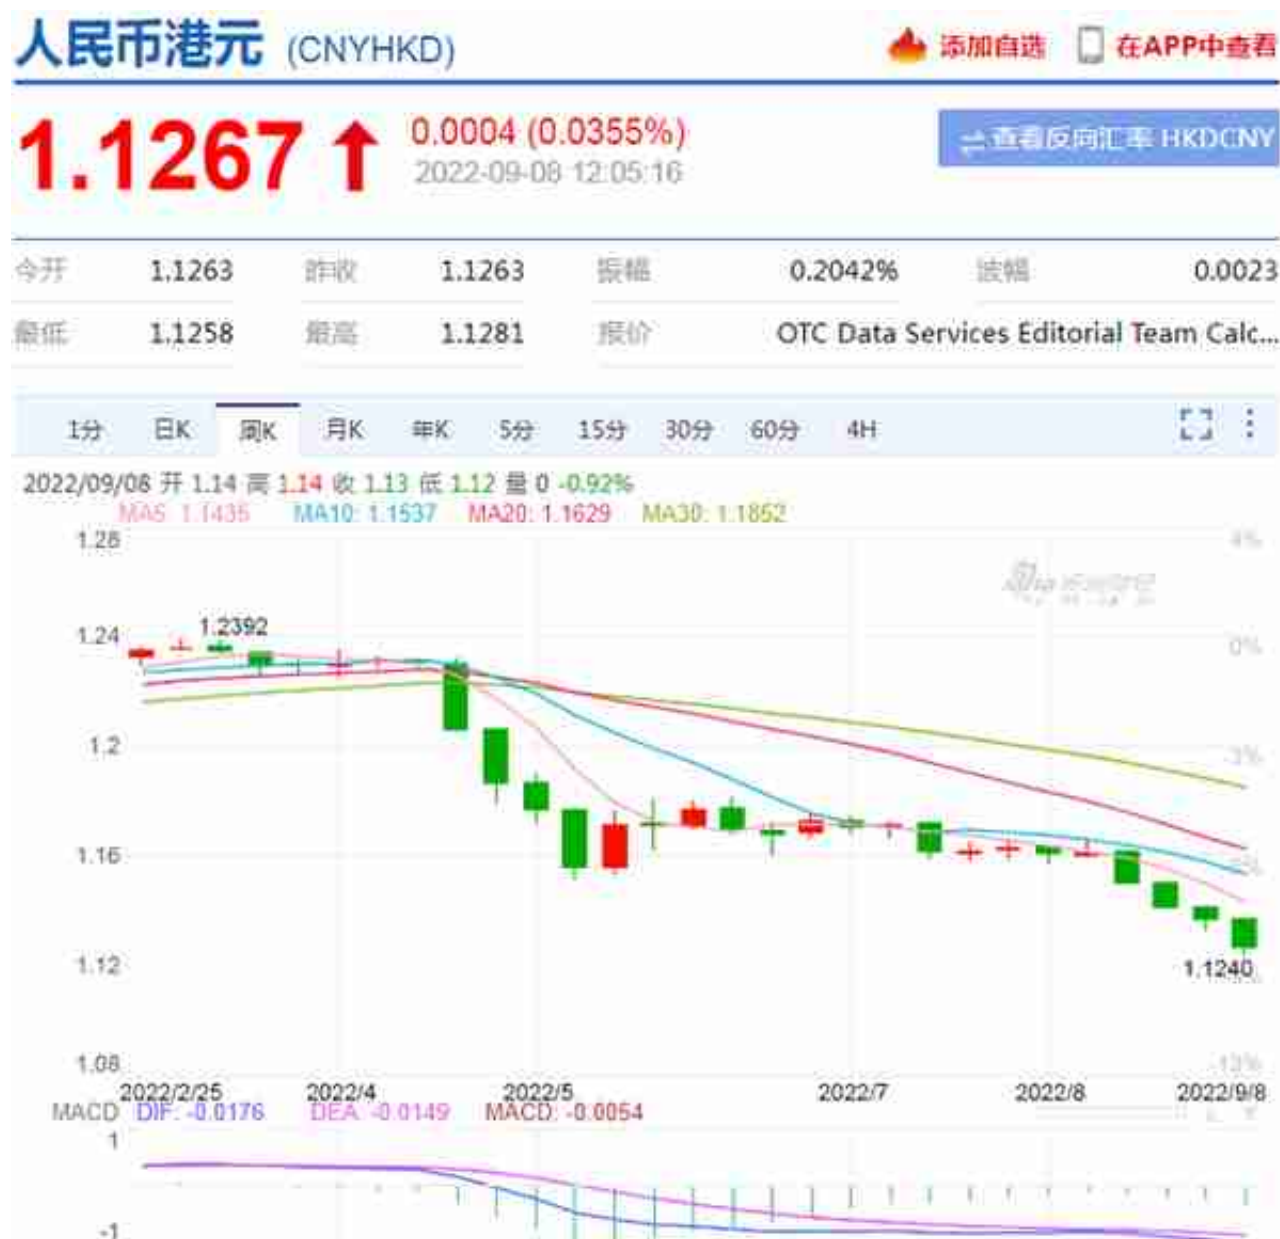 人民币港元 (CNYHKD) 添加自选 在APP中查看
1.1267 0.0004 (0.0355%)
2022-09-08 12:05:16
查看反向汇率 HKDCNY
今开 1.1263 昨收 1.1263 振幅 0.2042% 波幅 0.0023
最低 1.1258 最高 1.1281 报价 OTC Data Services Editorial Team Calc...
1分 日K 周K 月K 年K 5分 15分 30分 60分 4H
2022/09/08 开 1.14 高 1.14 收 1.13 低 1.12 量 0 -0.92%
MA5: 1.1435 MA10: 1.1537 MA20: 1.1629 MA30: 1.1852
1.28 4%
1.2392
1.24 0%
1.2 -3%
1.16
1.12
1.1240
1.08 -13%
2022/2/25 2022/4 2022/5 2022/7 2022/8 2022/9/8
MACD DIF: -0.0176 DEA: -0.0149 MACD: -0.0054
1
-1